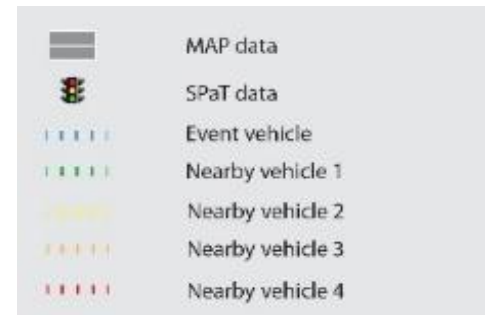 MAP data
SPaT data
Event vehicle
Nearby vehicle 1
Nearby vehicle 2
Nearby vehicle 3
Nearby vehicle 4